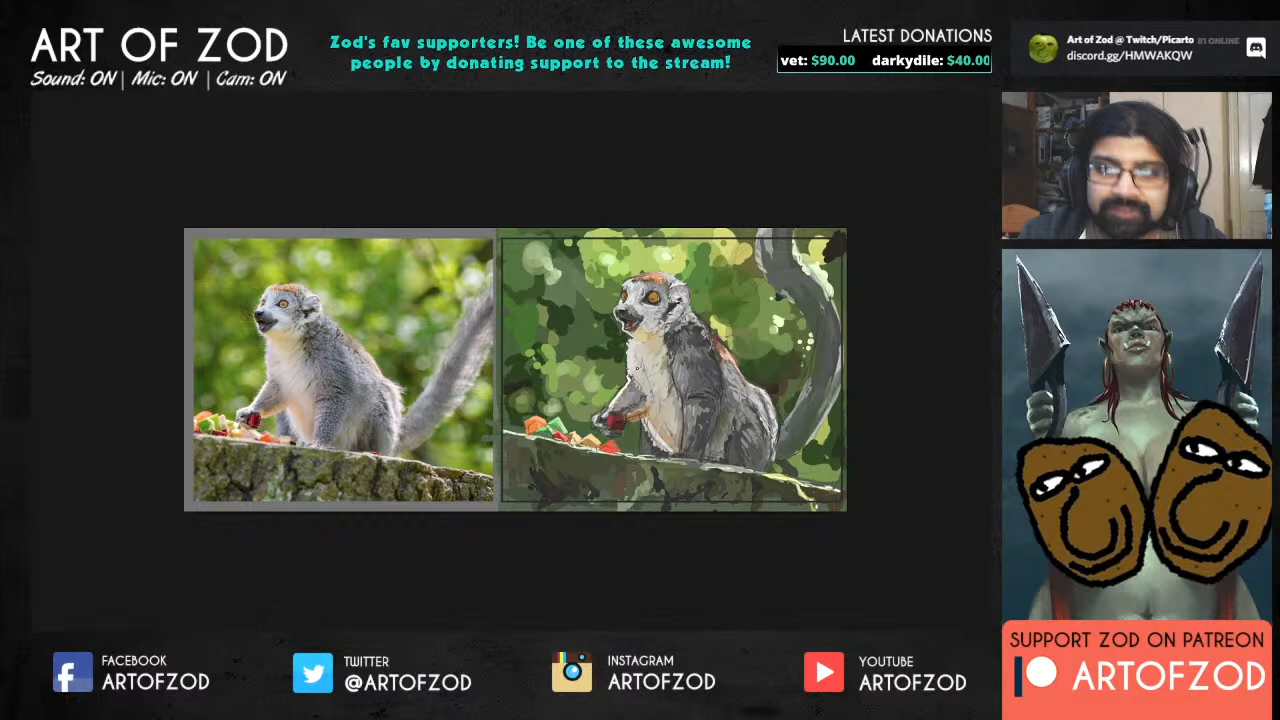 ART OF ZOD
Sound: ON | Mic: ON | Cam: ON
Zod's fav supporters! Be one of these awesome
people by donating support to the stream!
LATEST DONATIONS
vet: $90.00 darkydile: $40.00
Art of Zod @ Twitch/Picarto 81 ONLINE
discord.gg/HMWAKQW
FACEBOOK
ARTOFZOD
TWITTER
@ARTOFZOD
INSTAGRAM
ARTOFZOD
YOUTUBE
ARTOFZOD
SUPPORT ZOD ON PATREON
ARTOFZOD